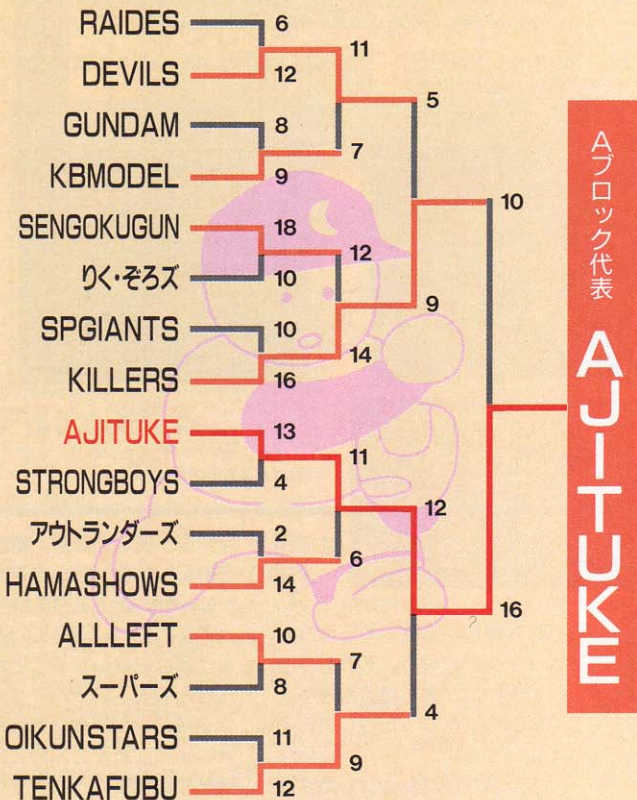 RAIDES 6
DEVILS 12
11
GUNDAM 8
KBMODEL 9
7
5
SENGOKUGUN 18
りく・ぞろズ 10
12
SPGIANTS 10
KILLERS 16
14
9
10
AJITUKE 13
STRONGBOYS 4
11
アウトランダーズ 2
HAMASHOWS 14
6
12
ALLLEFT 10
スーパーズ 8
7
OIKUNSTARS 11
TENKAFUBU 12
9
4
16
Aブロック代表 AJITUKE